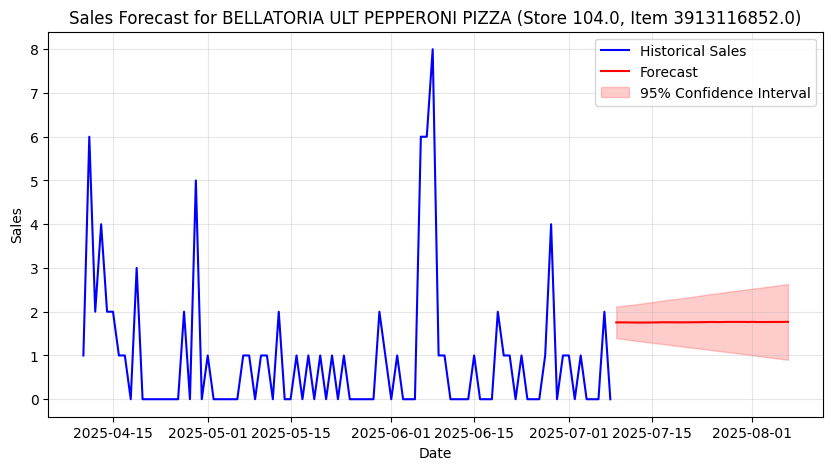 Sales Forecast for BELLATORIA ULT PEPPERONI PIZZA (Store 104.0, Item 3913116852.0)
Historical Sales
Forecast
95% Confidence Interval
8
7
6
5
4
3
2
1
0
Sales
2025-04-15
2025-05-01
2025-05-15
2025-06-01
2025-06-15
2025-07-01
2025-07-15
2025-08-01
Date